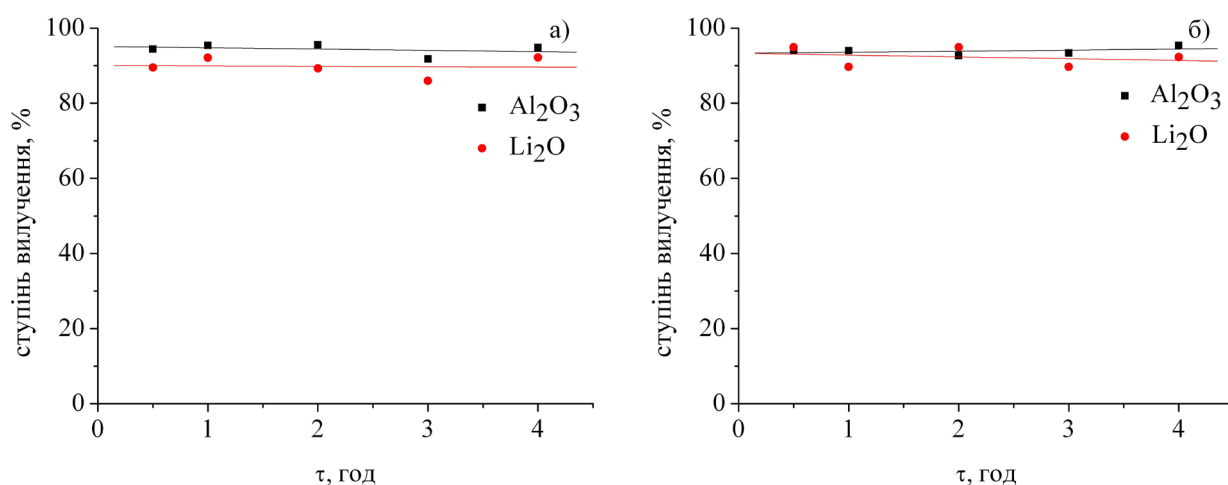 а)
ступінь вилучення, %
100
80
60
40
20
0
Al2O3
Li2O
0 1 2 3 4
τ, год
б)
ступінь вилучення, %
100
80
60
40
20
0
Al2O3
Li2O
0 1 2 3 4
τ, год